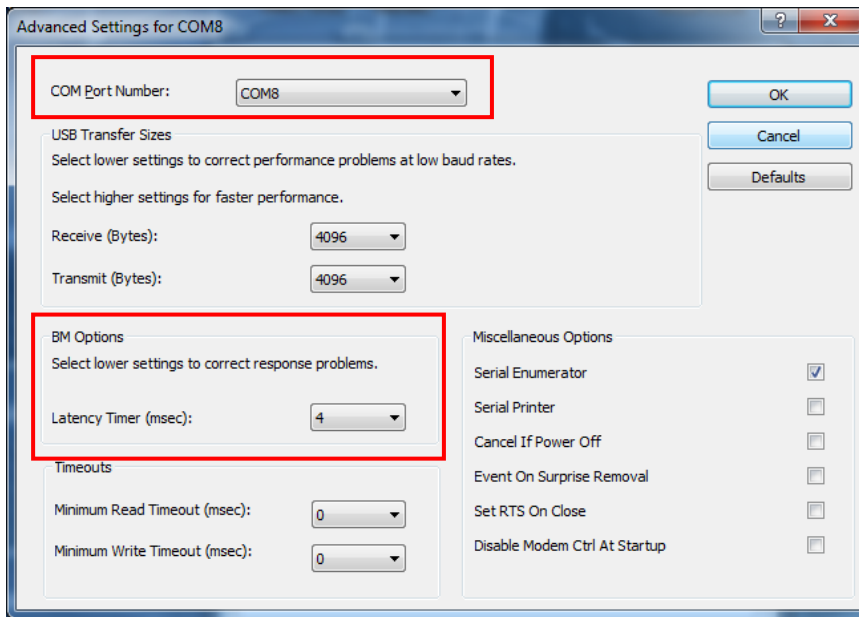 Advanced Settings for COM8
COM Port Number: COM8
OK
USB Transfer Sizes
Cancel
Select lower settings to correct performance problems at low baud rates.
Defaults
Select higher settings for faster performance.
Receive (Bytes): 4096
Transmit (Bytes): 4096
BM Options
Select lower settings to correct response problems.
Latency Timer (msec): 4
Timeouts
Minimum Read Timeout (msec): 0
Minimum Write Timeout (msec): 0
Miscellaneous Options
Serial Enumerator
Serial Printer
Cancel If Power Off
Event On Surprise Removal
Set RTS On Close
Disable Modem Ctrl At Startup